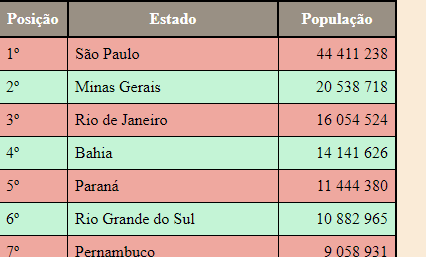 Posição Estado População
1º São Paulo 44 411 238
2º Minas Gerais 20 538 718
3º Rio de Janeiro 16 054 524
4º Bahia 14 141 626
5º Paraná 11 444 380
6º Rio Grande do Sul 10 882 965
7º Pernambuco 9 058 931